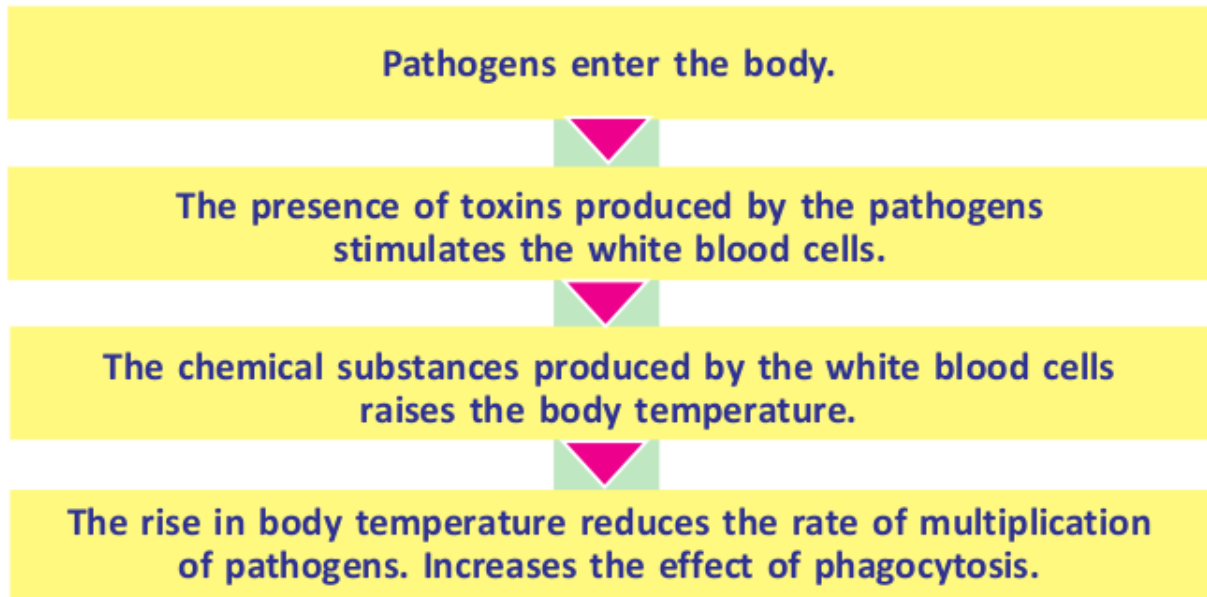 Pathogens enter the body.
The presence of toxins produced by the pathogens
stimulates the white blood cells.
The chemical substances produced by the white blood cells
raises the body temperature.
The rise in body temperature reduces the rate of multiplication
of pathogens. Increases the effect of phagocytosis.